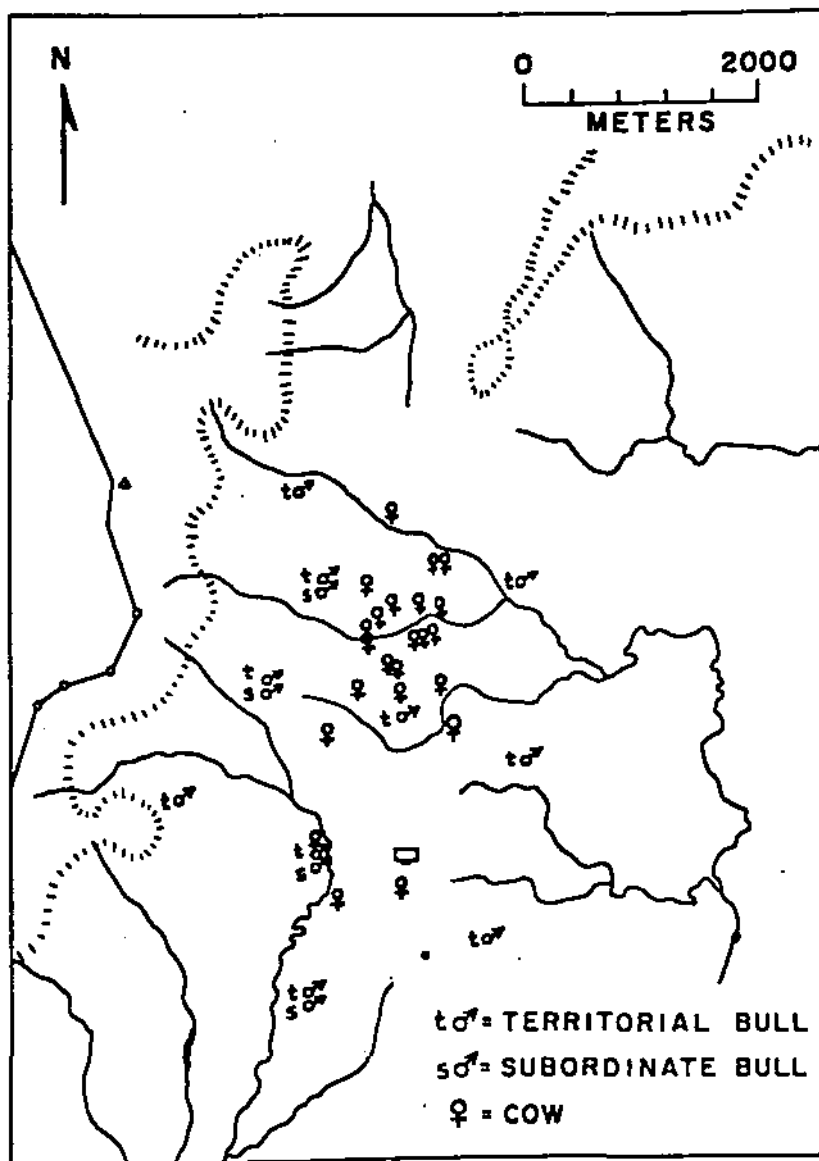 N
0 2000
METERS
t♂
t♂
t♂
s♂
t♂
s♂
t♂
t♂
t♂
t♂
s♂
t♂
t♂
s♂
t♂ = TERRITORIAL BULL
s♂ = SUBORDINATE BULL
♀ = COW